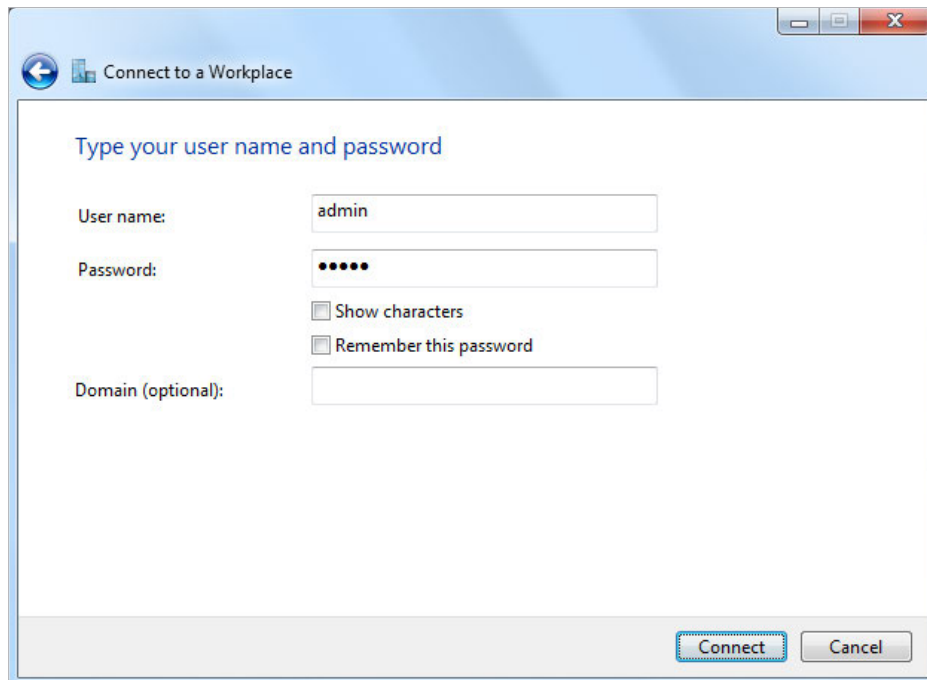 Connect to a Workplace
Type your user name and password
User name:
admin
Password:
•••••
Show characters
Remember this password
Domain (optional):
Connect
Cancel